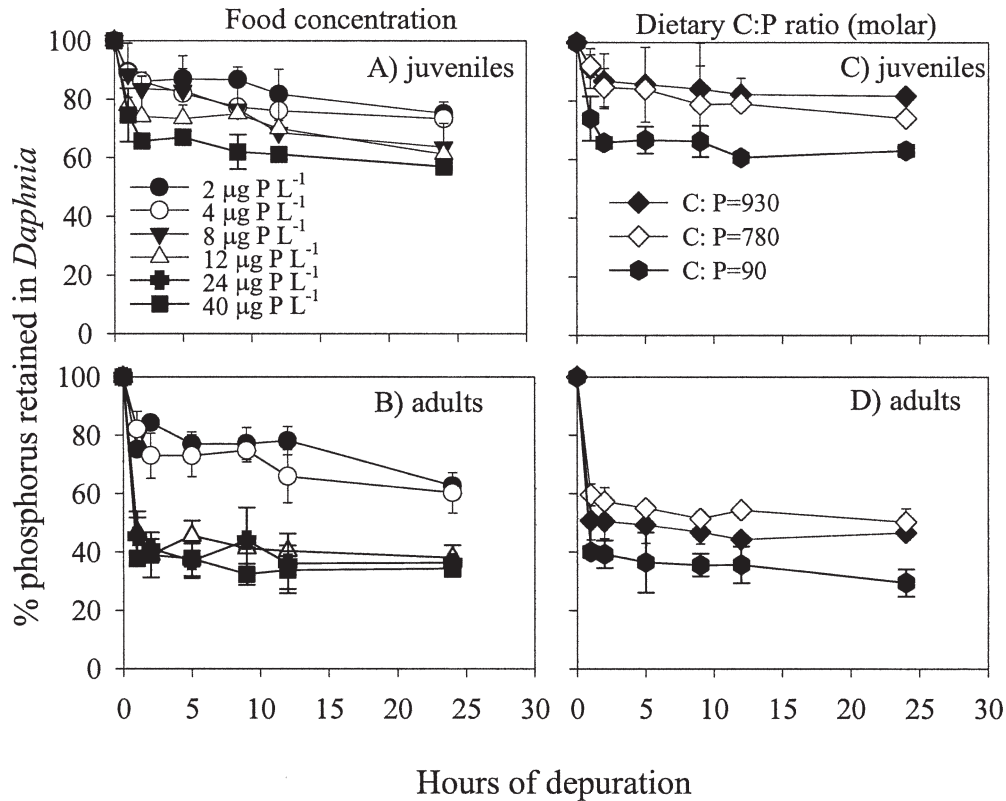 Food concentration
Dietary C:P ratio (molar)
% phosphorus retained in Daphnia
100
80
60
40
20
0
A) juveniles
2 µg P L-1
4 µg P L-1
8 µg P L-1
12 µg P L-1
24 µg P L-1
40 µg P L-1
C) juveniles
C: P=930
C: P=780
C: P=90
100
80
60
40
20
0
B) adults
D) adults
0 5 10 15 20 25 30
0 5 10 15 20 25 30
Hours of depuration